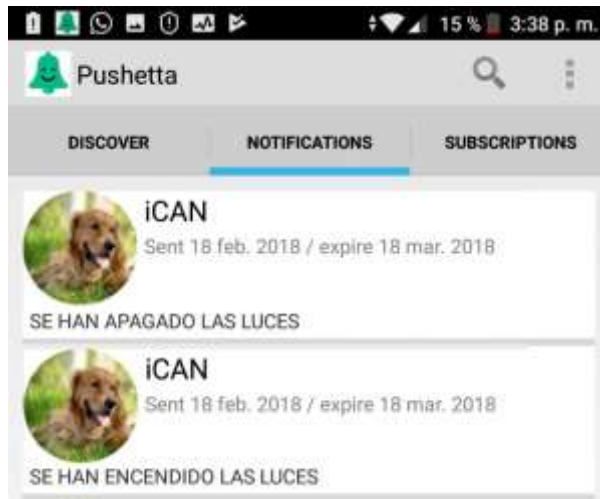 15 % 3:38 p. m.
Pushetta
DISCOVER NOTIFICATIONS SUBSCRIPTIONS
iCAN
Sent 18 feb. 2018 / expire 18 mar. 2018
SE HAN APAGADO LAS LUCES
iCAN
Sent 18 feb. 2018 / expire 18 mar. 2018
SE HAN ENCENDIDO LAS LUCES